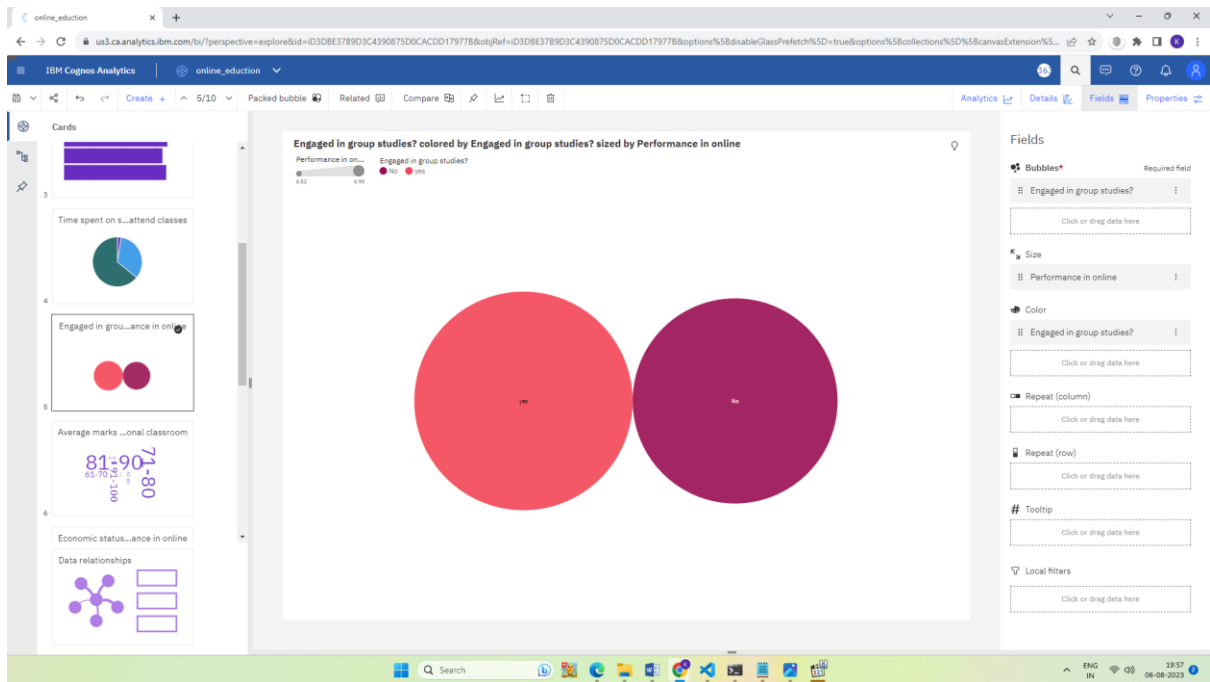 online_eduction
us3.ca.analytics.ibm.com/bi/?perspective=explore&id=iD3DBE37B9D3C4390875D0CACDD17977B&objRef=iD3DBE37B9D3C4390875D0CACDD17977B&options%5BdisableGlassPrefetch%5D=true&options%5Bcollections%5D%5BcanvasExtension%5...
K
IBM Cognos Analytics
online_eduction
36
Create +
5/10
Packed bubble
Related
Compare
Analytics
Details
Fields
Properties
Cards
3
Time spent on s...attend classes
4
Engaged in grou...ance in online
5
Average marks ...onal classroom
81-90
71-80
61-70
91-100
6
Economic status...ance in online
Data relationships
Engaged in group studies? colored by Engaged in group studies? sized by Performance in online
Performance in on...
Engaged in group studies?
No
yes
6.52
6.95
yes
No
Fields
Bubbles*
Required field
Engaged in group studies?
Click or drag data here
Size
Performance in online
Color
Engaged in group studies?
Click or drag data here
Repeat (column)
Click or drag data here
Repeat (row)
Click or drag data here
Tooltip
Click or drag data here
Local filters
Click or drag data here
Search
ENG
IN
19:57
06-08-2023
2